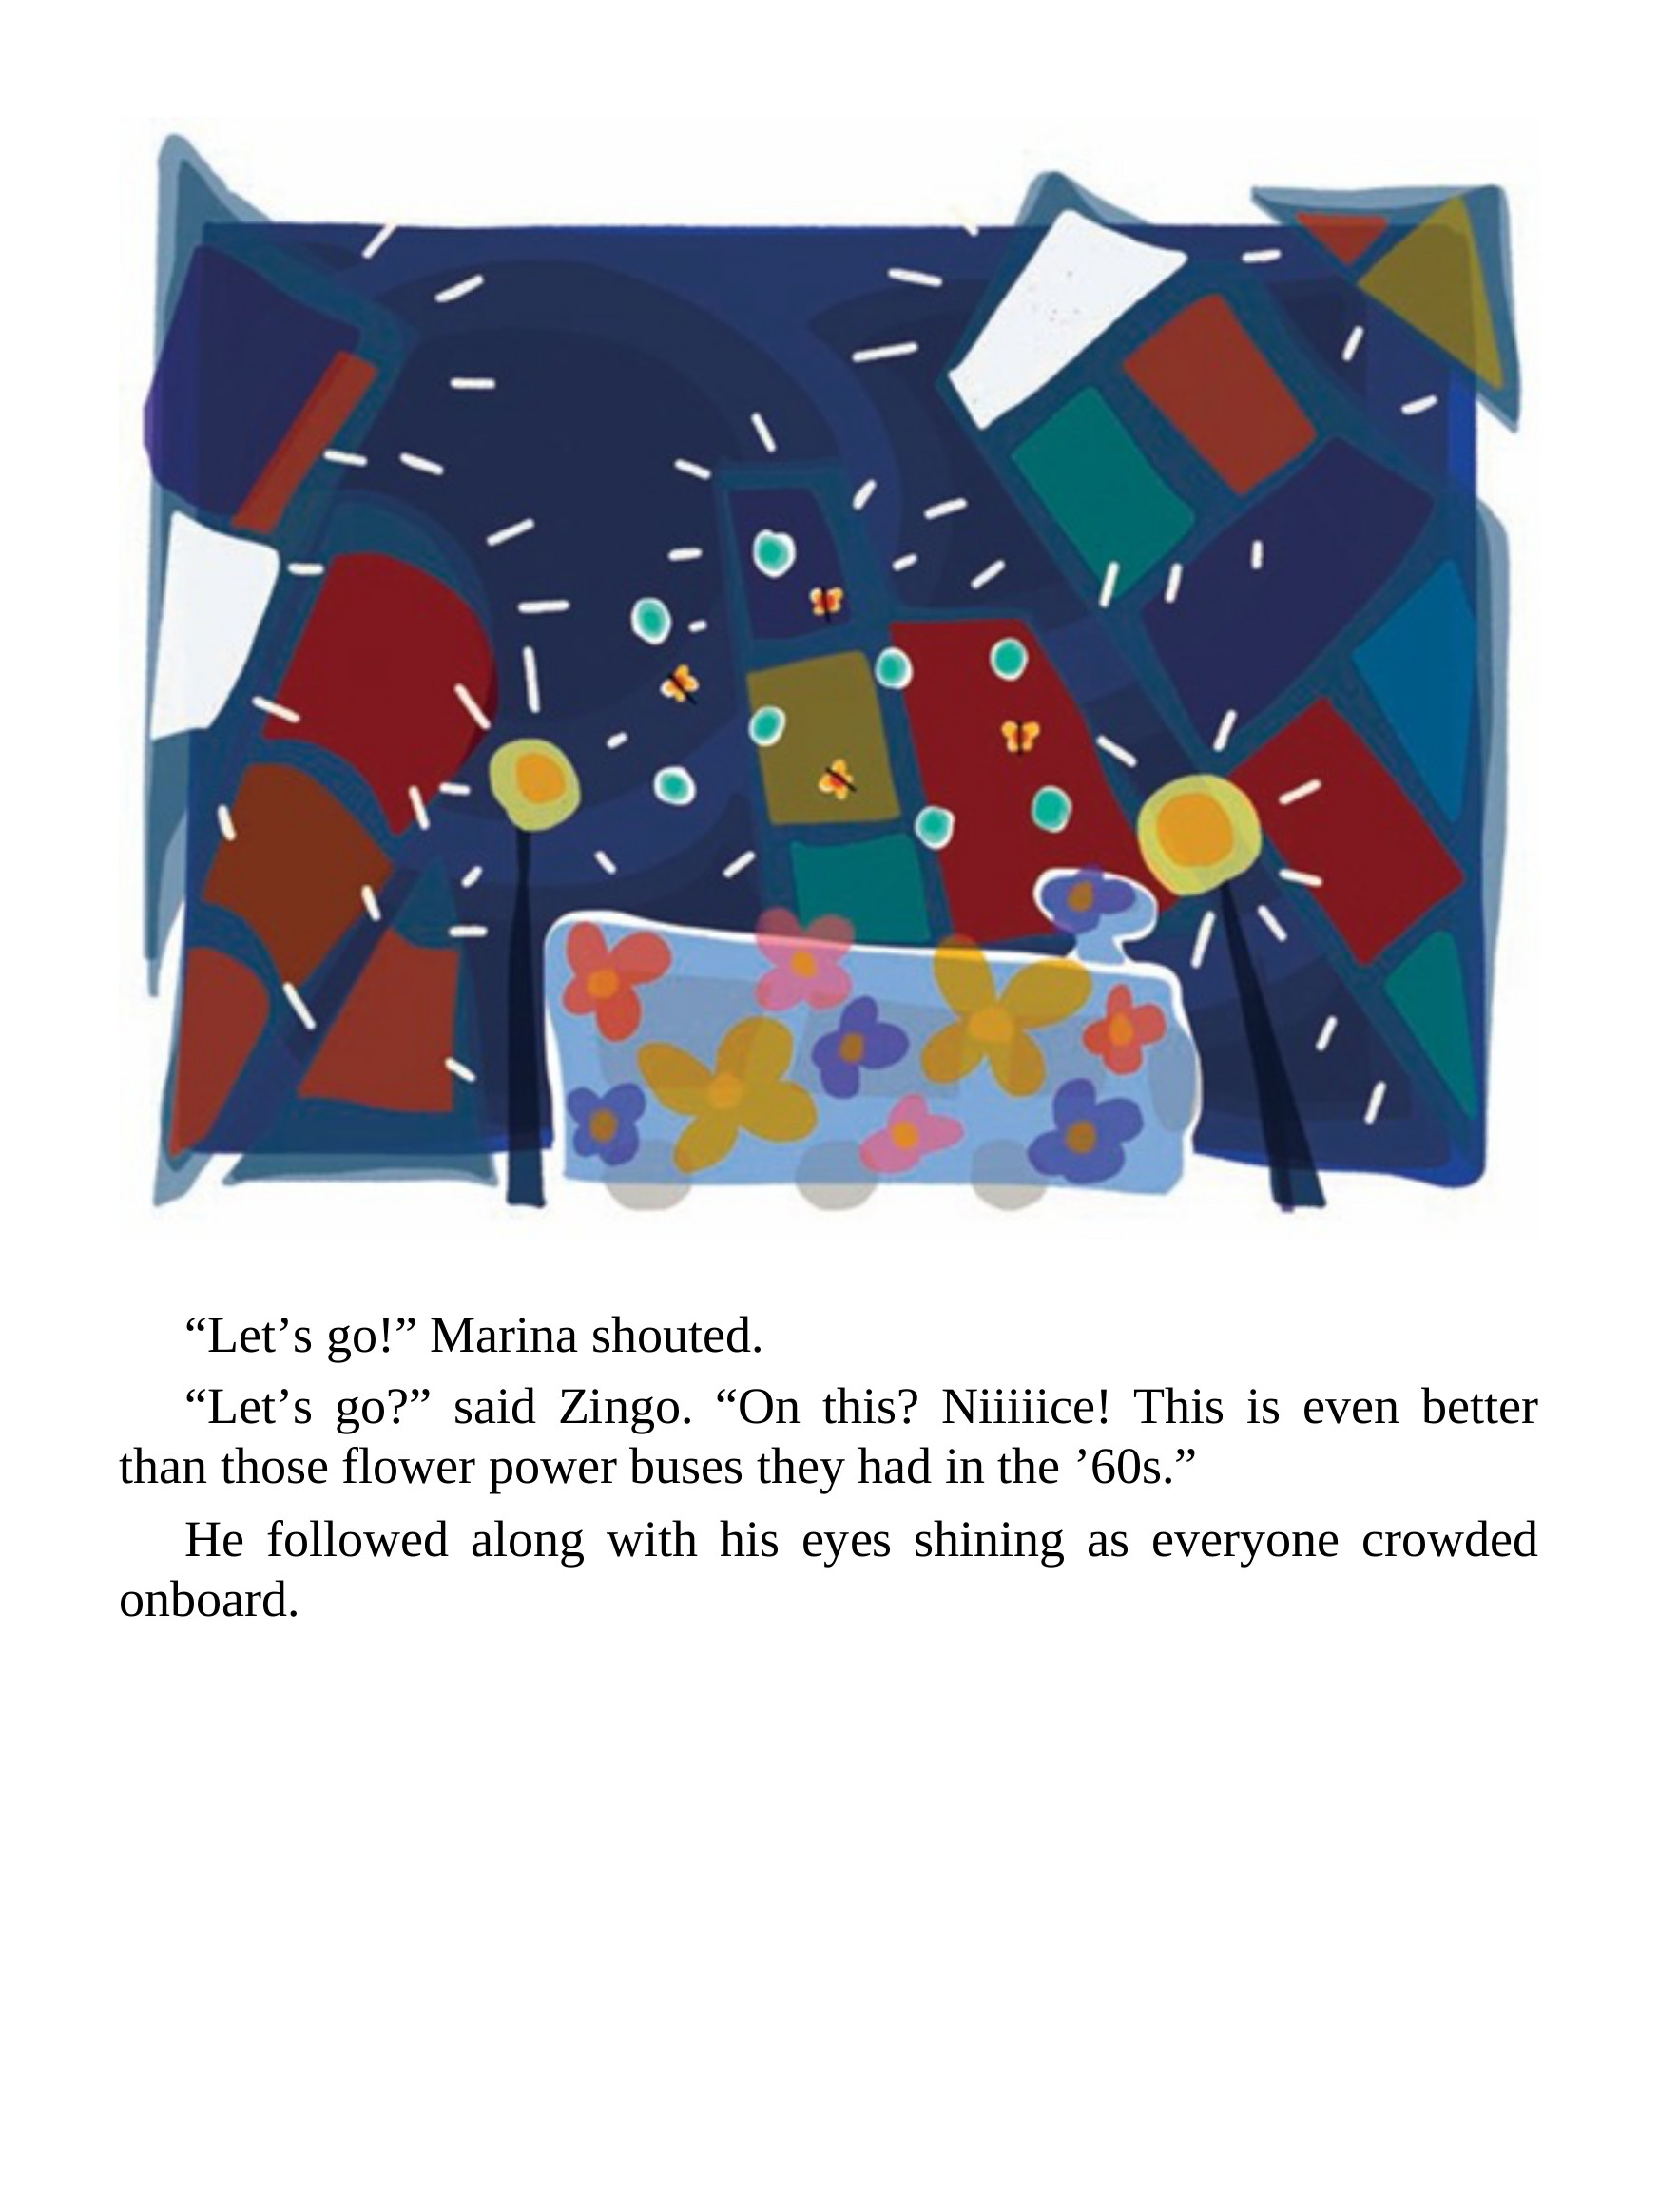 “Let’s go!” Marina shouted.
“Let’s go?” said Zingo. “On this? Niiiiice! This is even better
than those flower power buses they had in the ’60s.”
He followed along with his eyes shining as everyone crowded
onboard.